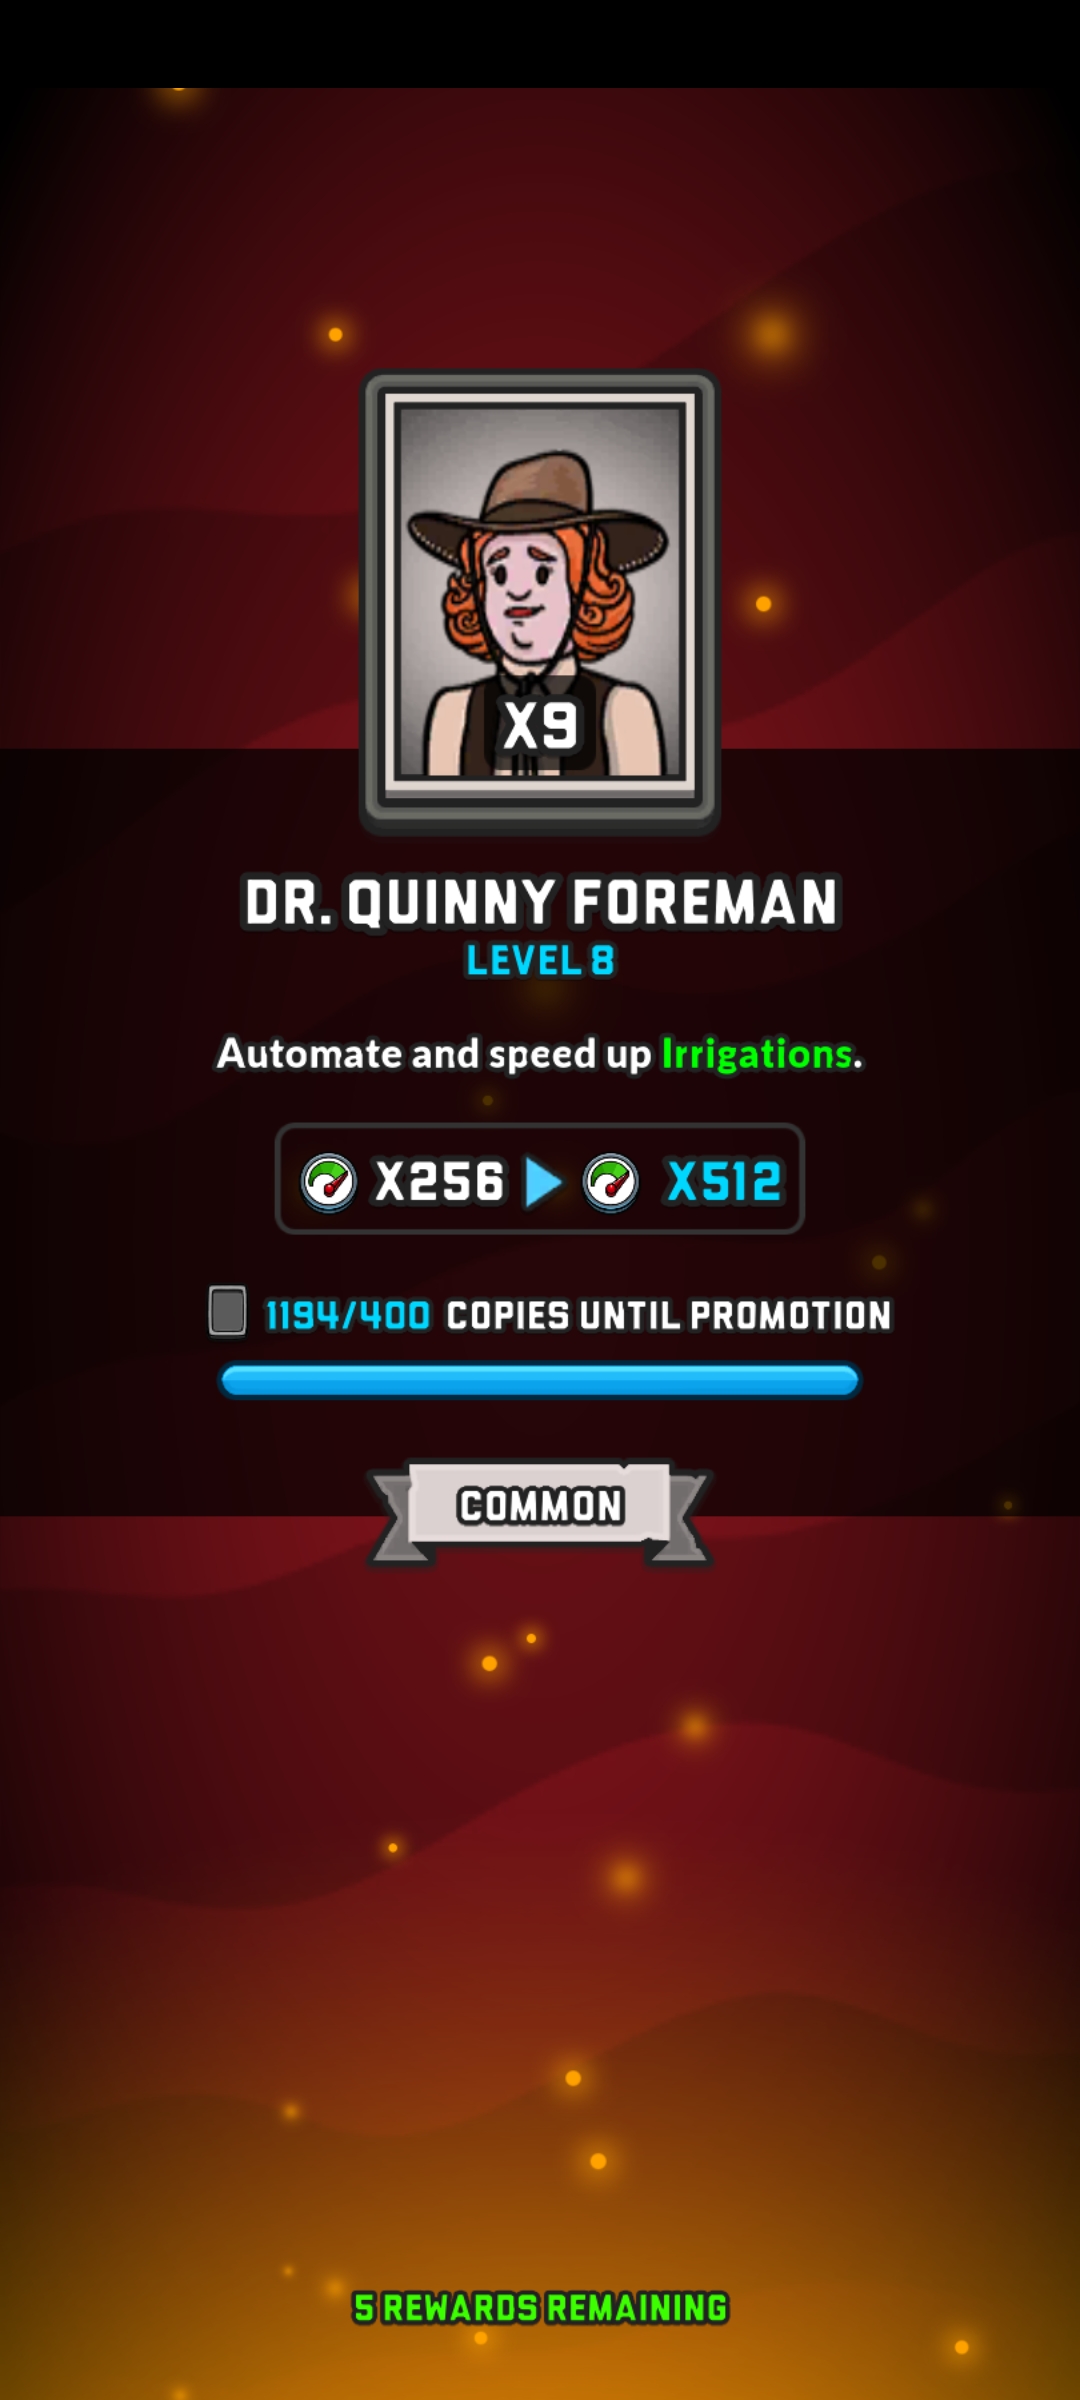 X9
DR. QUINNY FOREMAN
LEVEL 8
Automate and speed up Irrigations.
X256 X512
1194/400 COPIES UNTIL PROMOTION
COMMON
5 REWARDS REMAINING